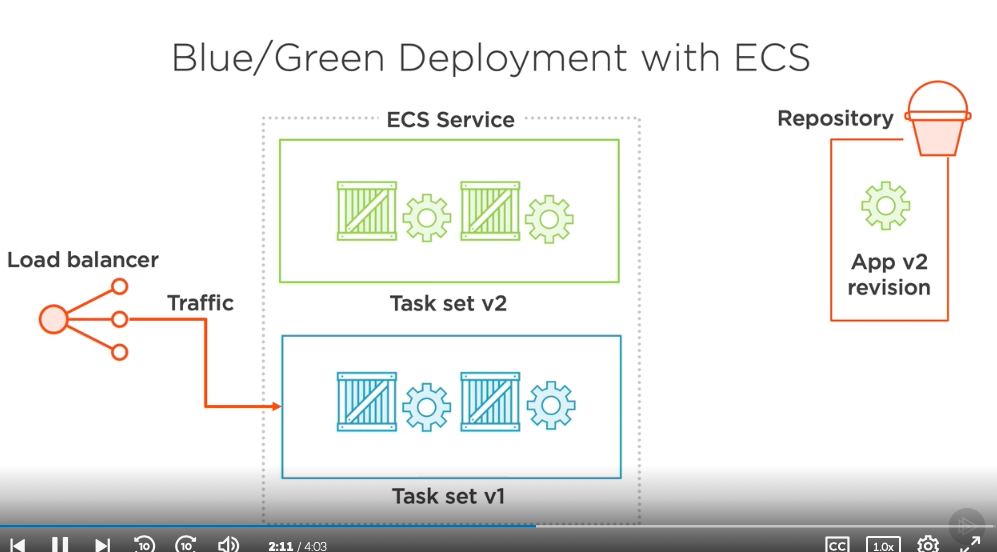 Blue/Green Deployment with ECS
ECS Service
Repository
Load balancer
Traffic
Task set v2
App v2
revision
Task set v1
10
10
2:11 / 4:03
CC
1.0x